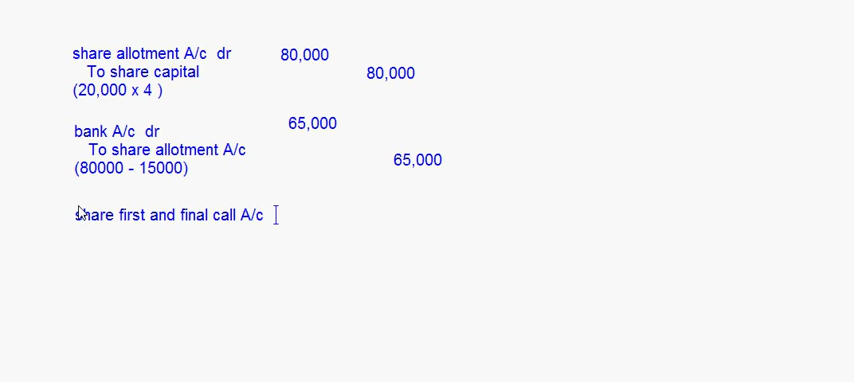 share allotment A/c dr 80,000
To share capital 80,000
(20,000 x 4 )
bank A/c dr 65,000
To share allotment A/c 65,000
(80000 - 15000)
share first and final call A/c